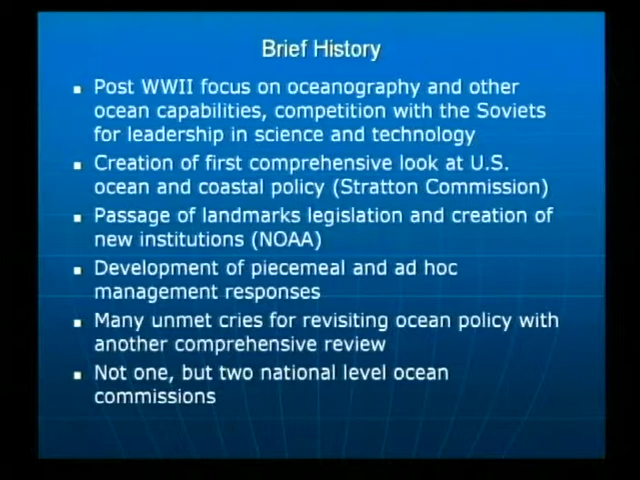 Brief History
Post WWII focus on oceanography and other
ocean capabilities, competition with the Soviets
for leadership in science and technology
Creation of first comprehensive look at U.S.
ocean and coastal policy (Stratton Commission)
Passage of landmarks legislation and creation of
new institutions (NOAA)
Development of piecemeal and ad hoc
management responses
Many unmet cries for revisiting ocean policy with
another comprehensive review
Not one, but two national level ocean
commissions